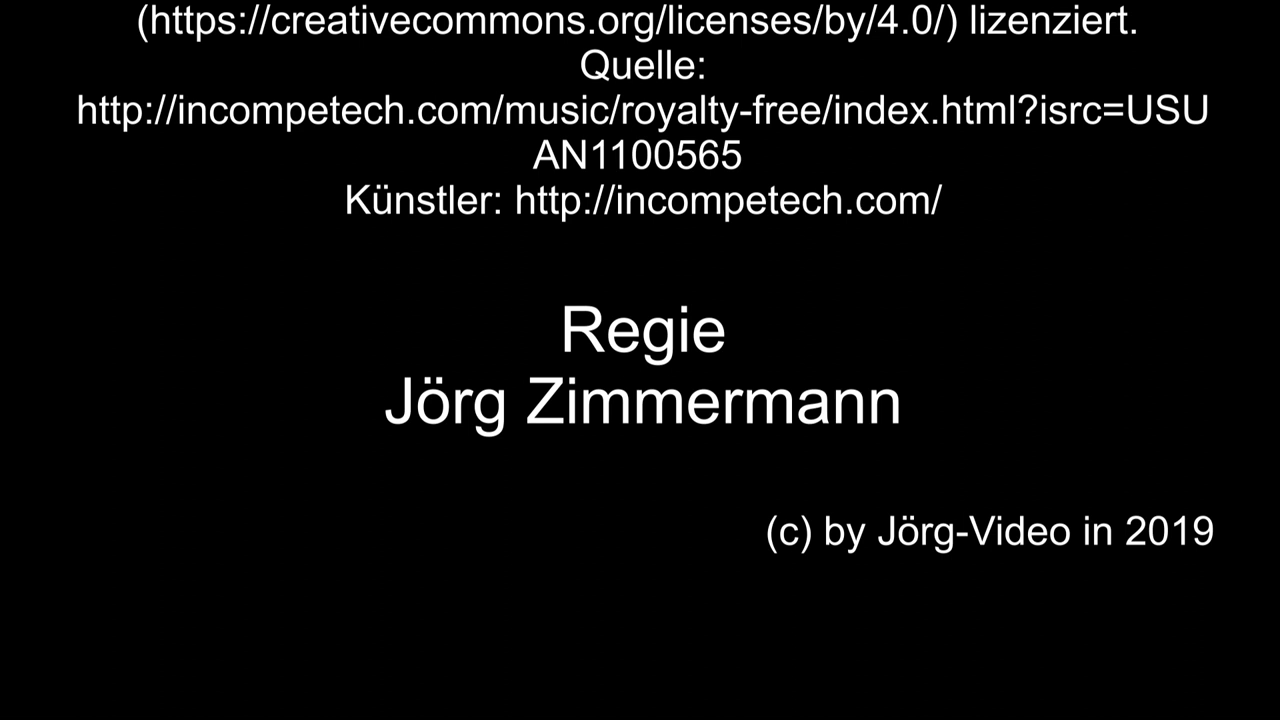 (https://creativecommons.org/licenses/by/4.0/) lizenziert.
Quelle:
http://incompetech.com/music/royalty-free/index.html?isrc=USU
AN1100565
Künstler: http://incompetech.com/
Regie
Jörg Zimmermann
(c) by Jörg-Video in 2019